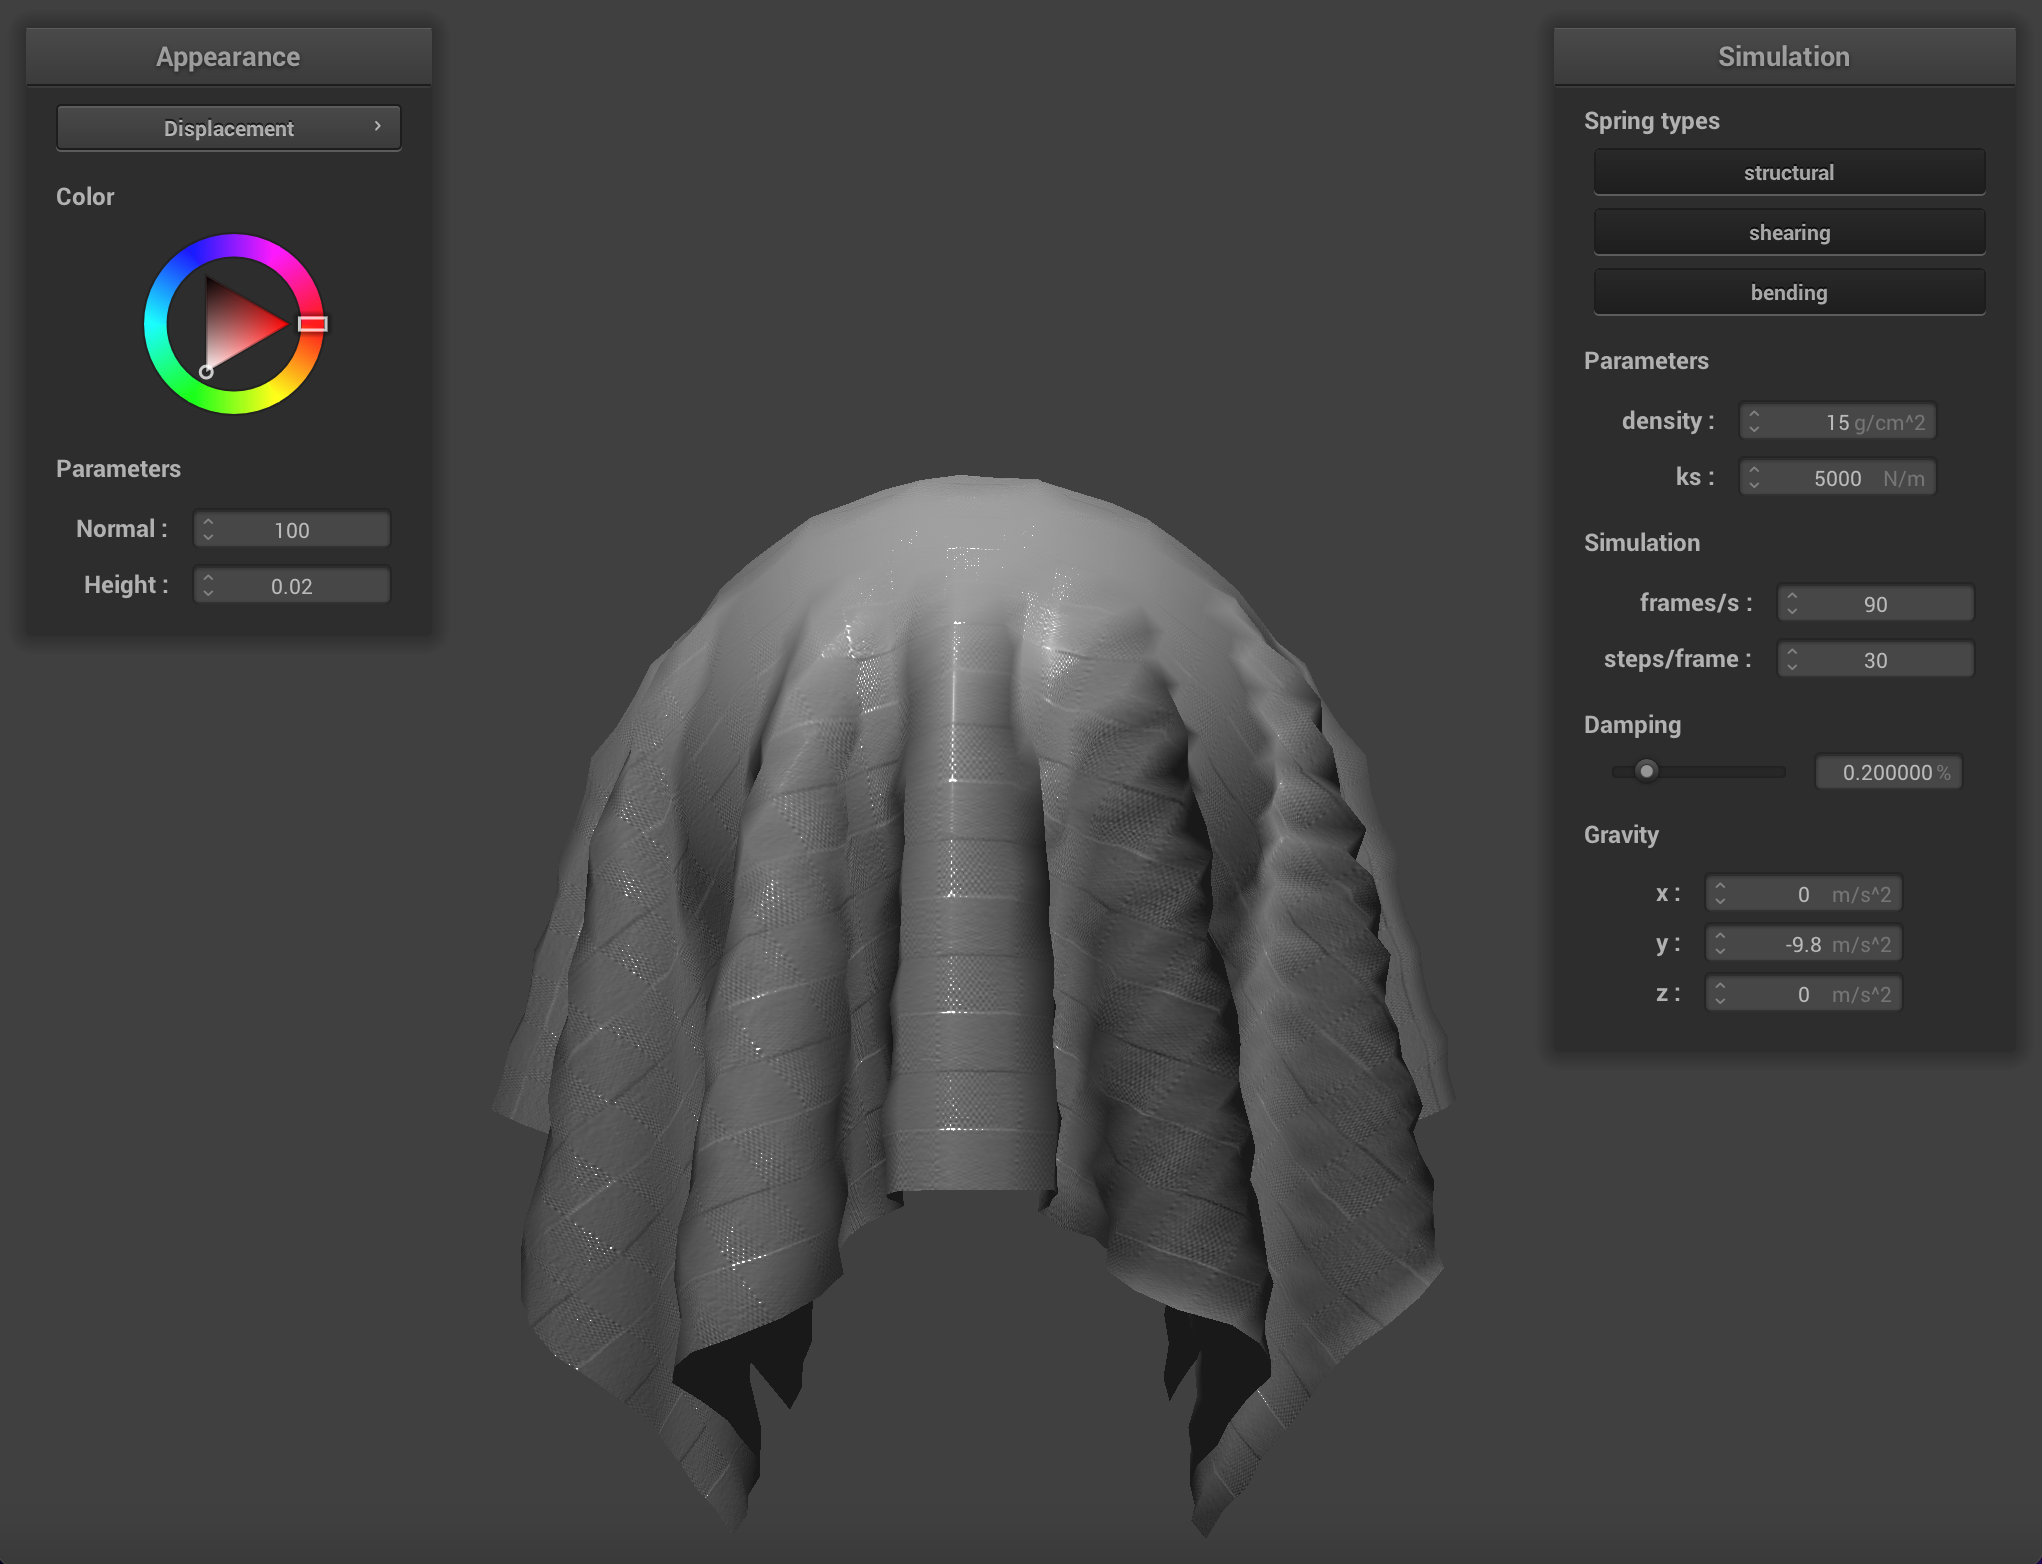 Appearance
Displacement
Color
Parameters
Normal : 100
Height : 0.02
Simulation
Spring types
structural
shearing
bending
Parameters
density : 15 g/cm^2
ks : 5000 N/m
Simulation
frames/s : 90
steps/frame : 30
Damping
0.200000 %
Gravity
x : 0 m/s^2
y : -9.8 m/s^2
z : 0 m/s^2